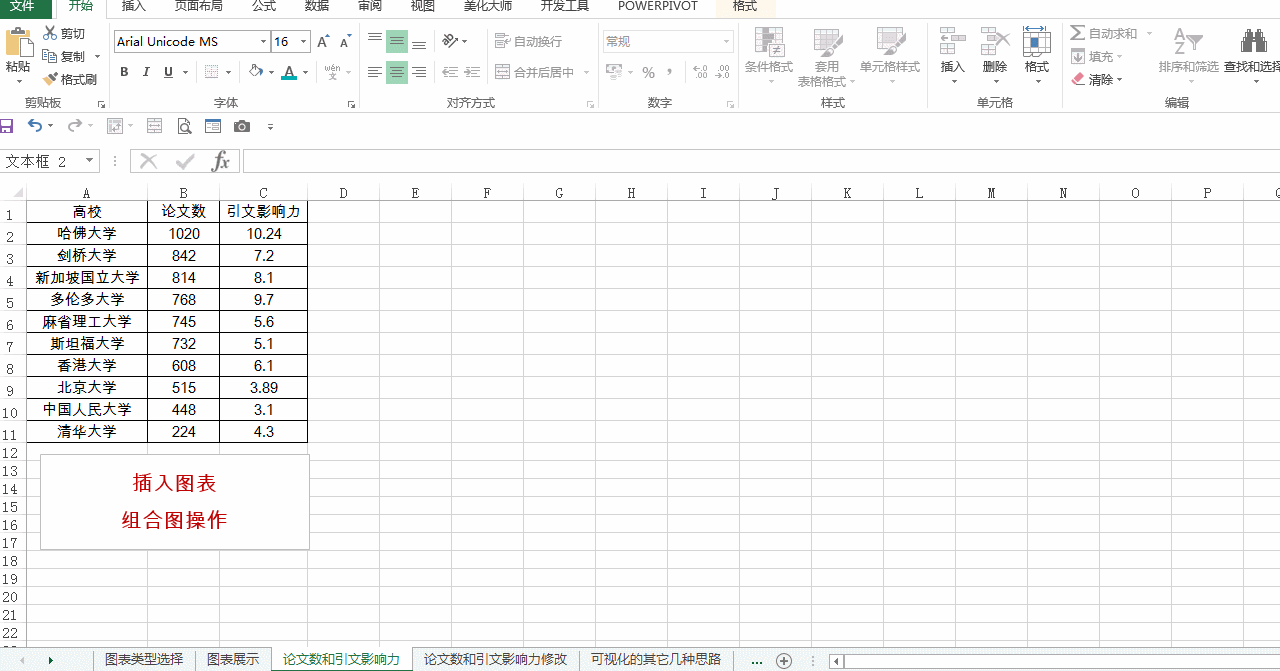 文件 开始 插入 页面布局 公式 数据 审阅 视图 美化大师 开发工具 POWERPIVOT 格式
剪切
复制
格式刷
粘贴
剪贴板
Arial Unicode MS 16 A A
B I U A wén 文
字体
自动换行
合并后居中
对齐方式
常规
% , .00 .0
数字
条件格式 套用 表格格式 单元格样式
样式
插入 删除 格式
单元格
自动求和
填充
清除
排序和筛选 查找和选择
编辑
文本框 2 fx
A B C D E F G H I J K L M N O P Q
1 高校 论文数 引文影响力
2 哈佛大学 1020 10.24
3 剑桥大学 842 7.2
4 新加坡国立大学 814 8.1
5 多伦多大学 768 9.7
6 麻省理工大学 745 5.6
7 斯坦福大学 732 5.1
8 香港大学 608 6.1
9 北京大学 515 3.89
10 中国人民大学 448 3.1
11 清华大学 224 4.3
12
13
14
15
16
17
18
19
20
21
22
插入图表
组合图操作
图表类型选择 图表展示 论文数和引文影响力 论文数和引文影响力修改 可视化的其它几种思路 ...